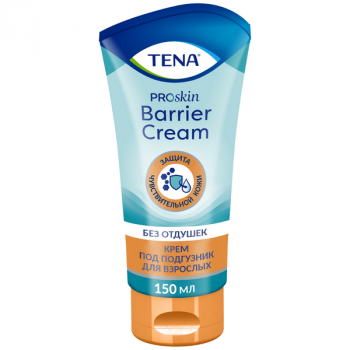 TENA®
PROskin
Barrier
Cream
ЗАЩИТА
ЧУВСТВИТЕЛЬНОЙ КОЖИ
БЕЗ ОТДУШЕК
КРЕМ
ПОД ПОДГУЗНИК
ДЛЯ ВЗРОСЛЫХ
150 МЛ